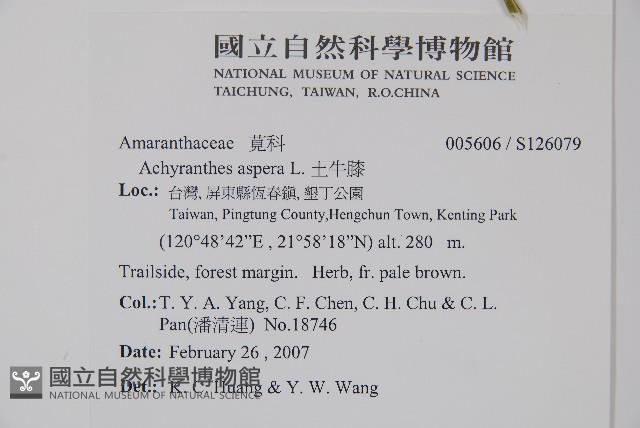 國立自然科學博物館
NATIONAL MUSEUM OF NATURAL SCIENCE
TAICHUNG, TAIWAN, R.O.CHINA
Amaranthaceae 莧科 005606 / S126079
Achyranthes aspera L. 土牛膝
Loc.: 台灣, 屏東縣恆春鎮, 墾丁公園
Taiwan, Pingtung County,Hengchun Town, Kenting Park
(120°48’42”E , 21°58’18”N) alt. 280 m.
Trailside, forest margin. Herb, fr. pale brown.
Col.: T. Y. A. Yang, C. F. Chen, C. H. Chu & C. L.
Pan(潘清連) No.18746
Date: February 26 , 2007
Det.: K. C. Huang & Y. W. Wang
國立自然科學博物館
NATIONAL MUSEUM OF NATURAL SCIENCE